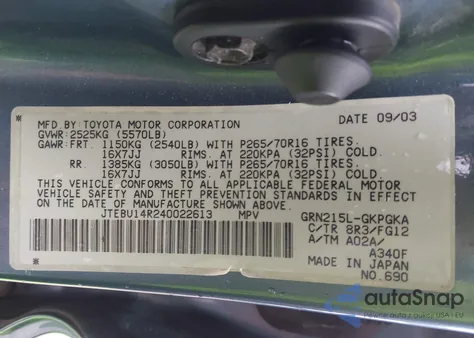 MFD BY: TOYOTA MOTOR CORPORATION DATE 09/03
GVWR: 2525KG (5570LB)
GAWR: FRT. 1150KG (2540LB) WITH P265/70R16 TIRES.
16X7JJ RIMS. AT 220KPA (32PSI) COLD.
RR. 1385KG (3050LB) WITH P265/70R16 TIRES.
16X7JJ RIMS. AT 220KPA (32PSI) COLD.
THIS VEHICLE CONFORMS TO ALL APPLICABLE FEDERAL MOTOR
VEHICLE SAFETY AND THEFT PREVENTION STANDARDS IN EFFECT
ON THE DATE OF MANUFACTURE SHOWN ABOVE.
JTEBU14R240022613 MPV GRN215L-GKPGKA
C/TR 8R3/FG12
A/TM A02A/
A340F
MADE IN JAPAN
NO.690
autoSnap
Доступні авто з США і EU